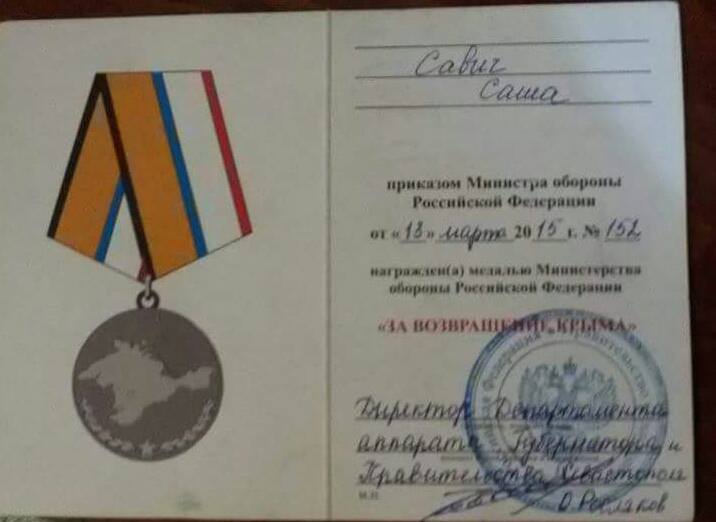 Савич
Саша
приказом Министра обороны
Российской Федерации
от «18» марта 2015 г. № 152
награжден(а) медалью Министерства
обороны Российской Федерации
«ЗА ВОЗВРАЩЕНИЕ КРЫМА»
Директор Департамента
аппарата Губернатора и
Правительства Севастополя
М.П.
О. Росляков